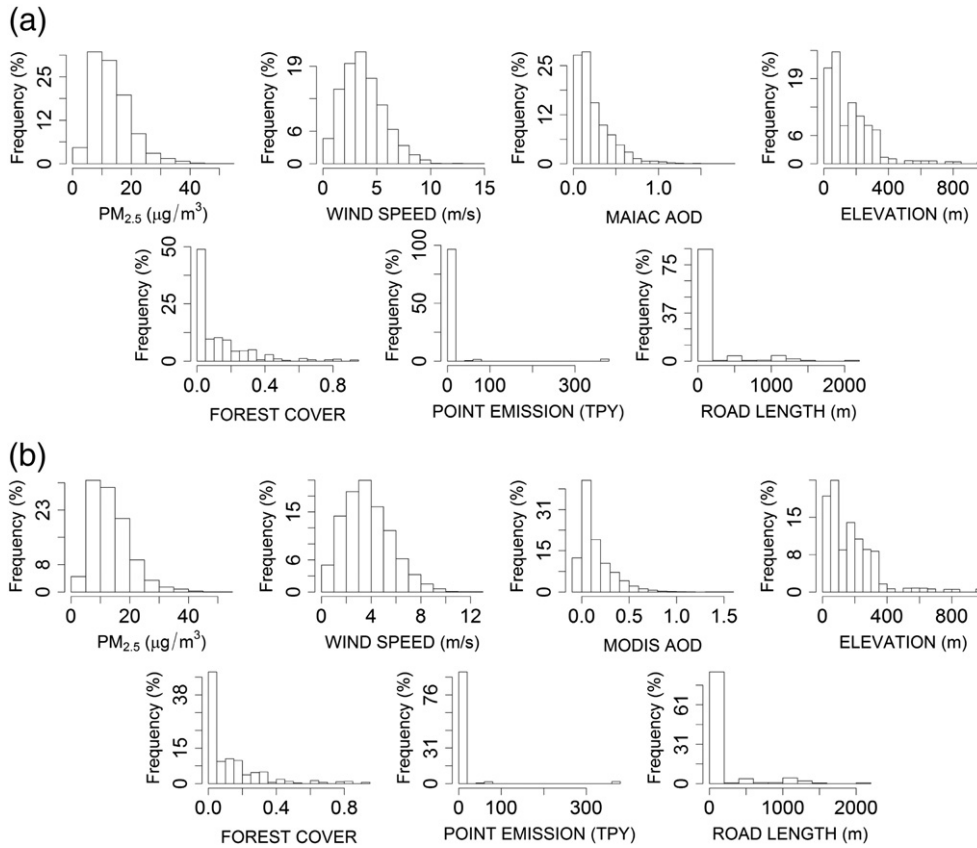 (a)
Frequency (%)
0
12
25
0 20 40
PM2.5 (μg/m³)
Frequency (%)
0
6
19
0 5 10 15
WIND SPEED (m/s)
Frequency (%)
0
12
25
0.0 1.0
MAIAC AOD
Frequency (%)
0
6
19
0 400 800
ELEVATION (m)
Frequency (%)
0
25
50
0.0 0.4 0.8
FOREST COVER
Frequency (%)
0
50
100
0 100 300
POINT EMISSION (TPY)
Frequency (%)
0
37
75
0 1000 2000
ROAD LENGTH (m)
(b)
Frequency (%)
0
8
23
0 20 40
PM2.5 (μg/m³)
Frequency (%)
0
6
15
0 4 8 12
WIND SPEED (m/s)
Frequency (%)
0
15
31
0.0 0.5 1.0 1.5
MODIS AOD
Frequency (%)
0
8
15
0 400 800
ELEVATION (m)
Frequency (%)
0
15
38
0.0 0.4 0.8
FOREST COVER
Frequency (%)
0
31
76
0 100 300
POINT EMISSION (TPY)
Frequency (%)
0
31
61
0 1000 2000
ROAD LENGTH (m)